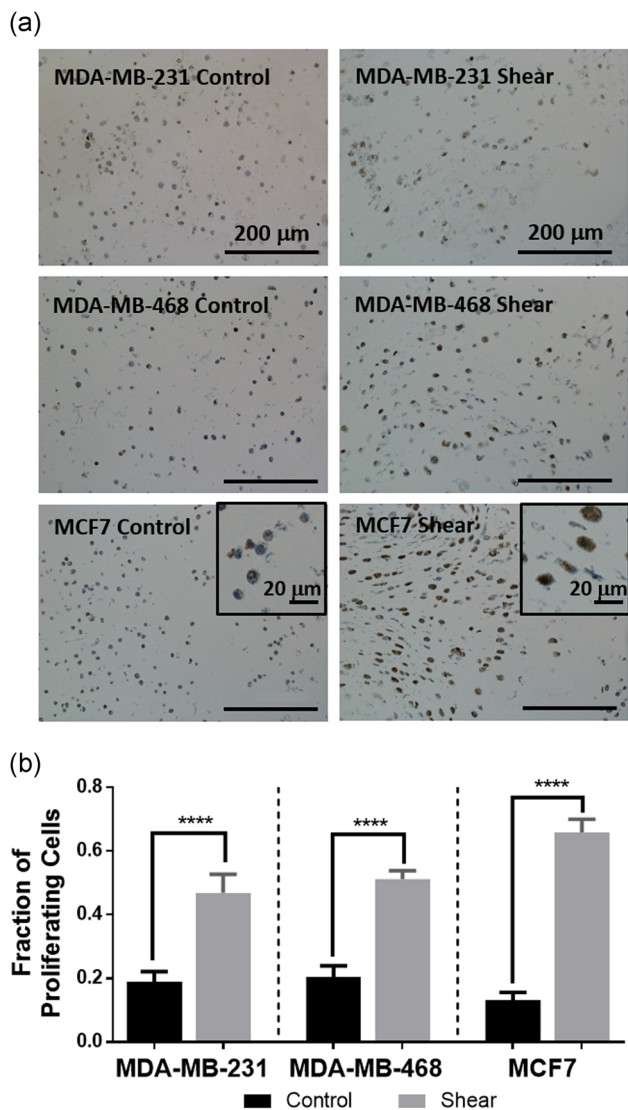 (a)
MDA-MB-231 Control
MDA-MB-231 Shear
200 µm
200 µm
MDA-MB-468 Control
MDA-MB-468 Shear
MCF7 Control
20 µm
MCF7 Shear
20 µm
(b)
Fraction of
Proliferating Cells
0.8
0.6
0.4
0.2
0.0
****
****
****
MDA-MB-231
MDA-MB-468
MCF7
Control
Shear